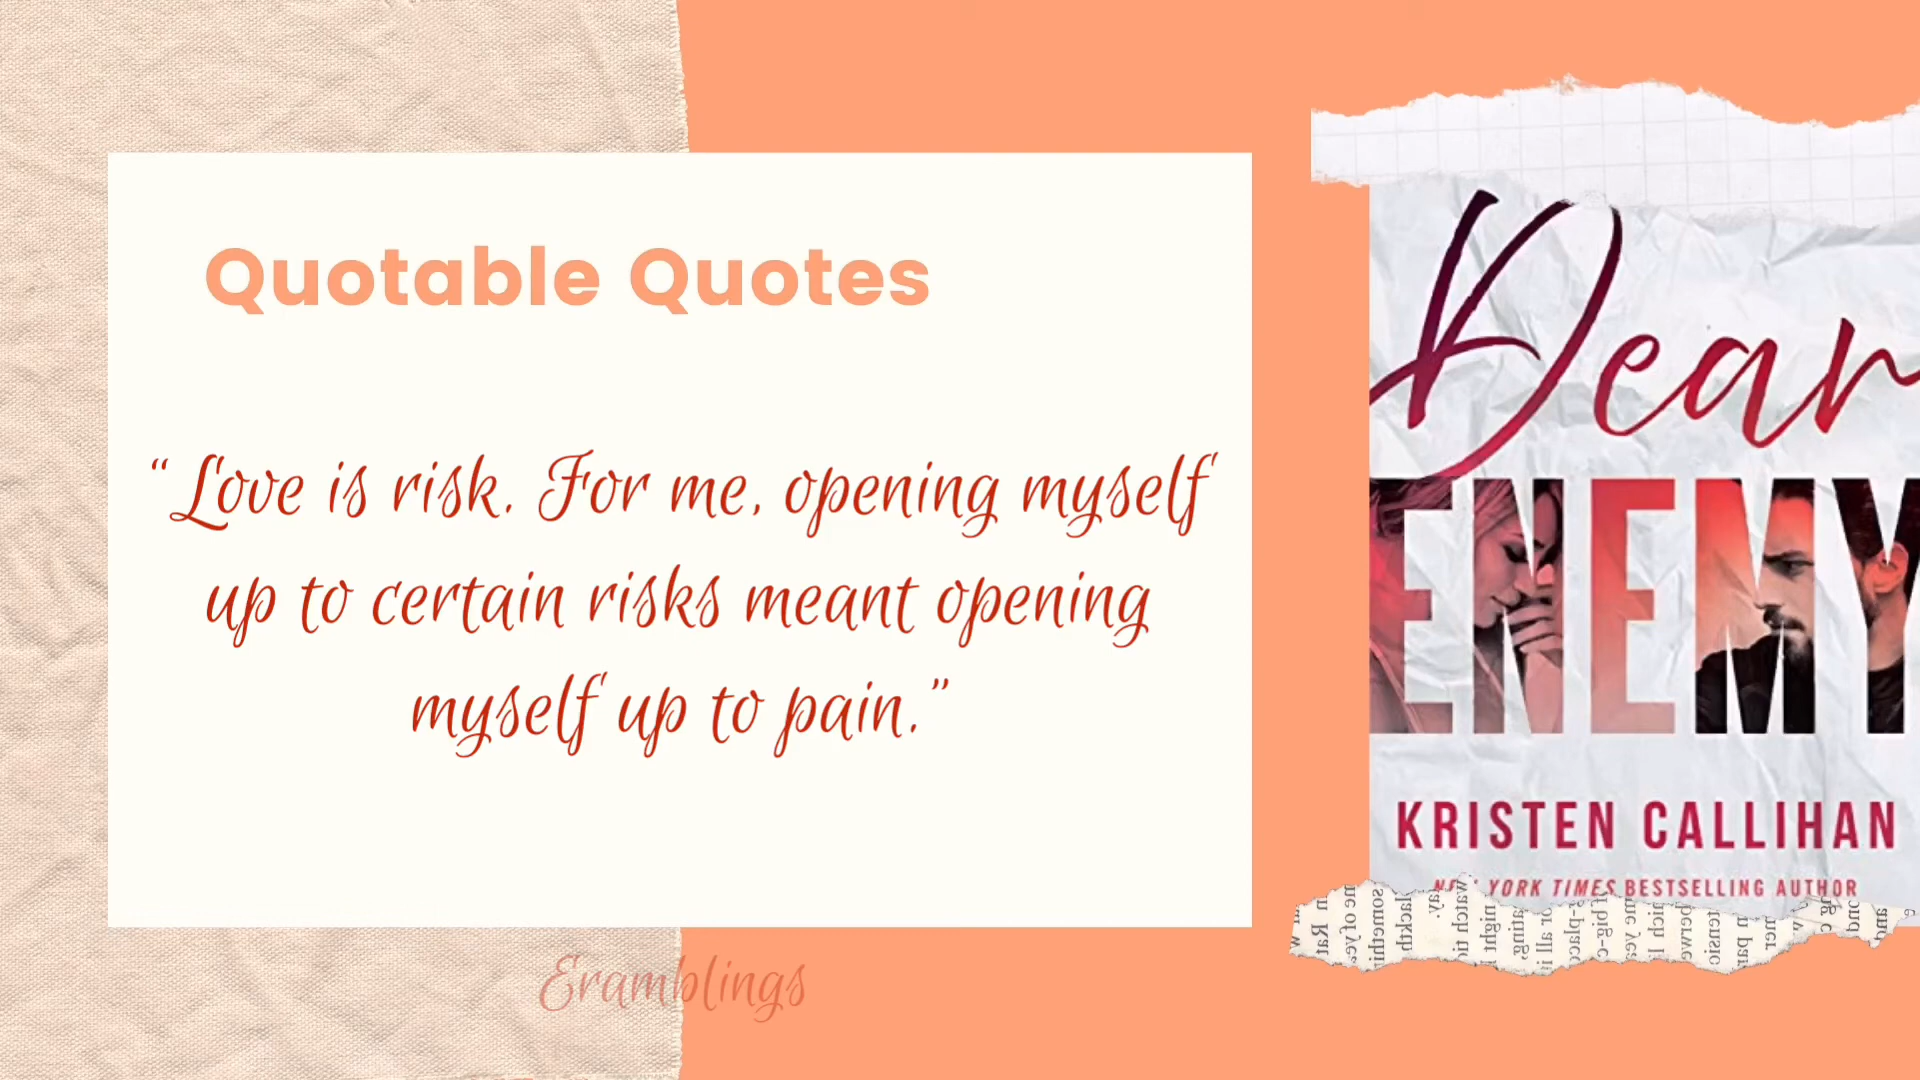 Quotable Quotes
“Love is risk. For me, opening myself
up to certain risks meant opening
myself up to pain.”
Eramblings
Dear
ENEMY
KRISTEN CALLIHAN
YORK TIMES BESTSELLING AUTHOR